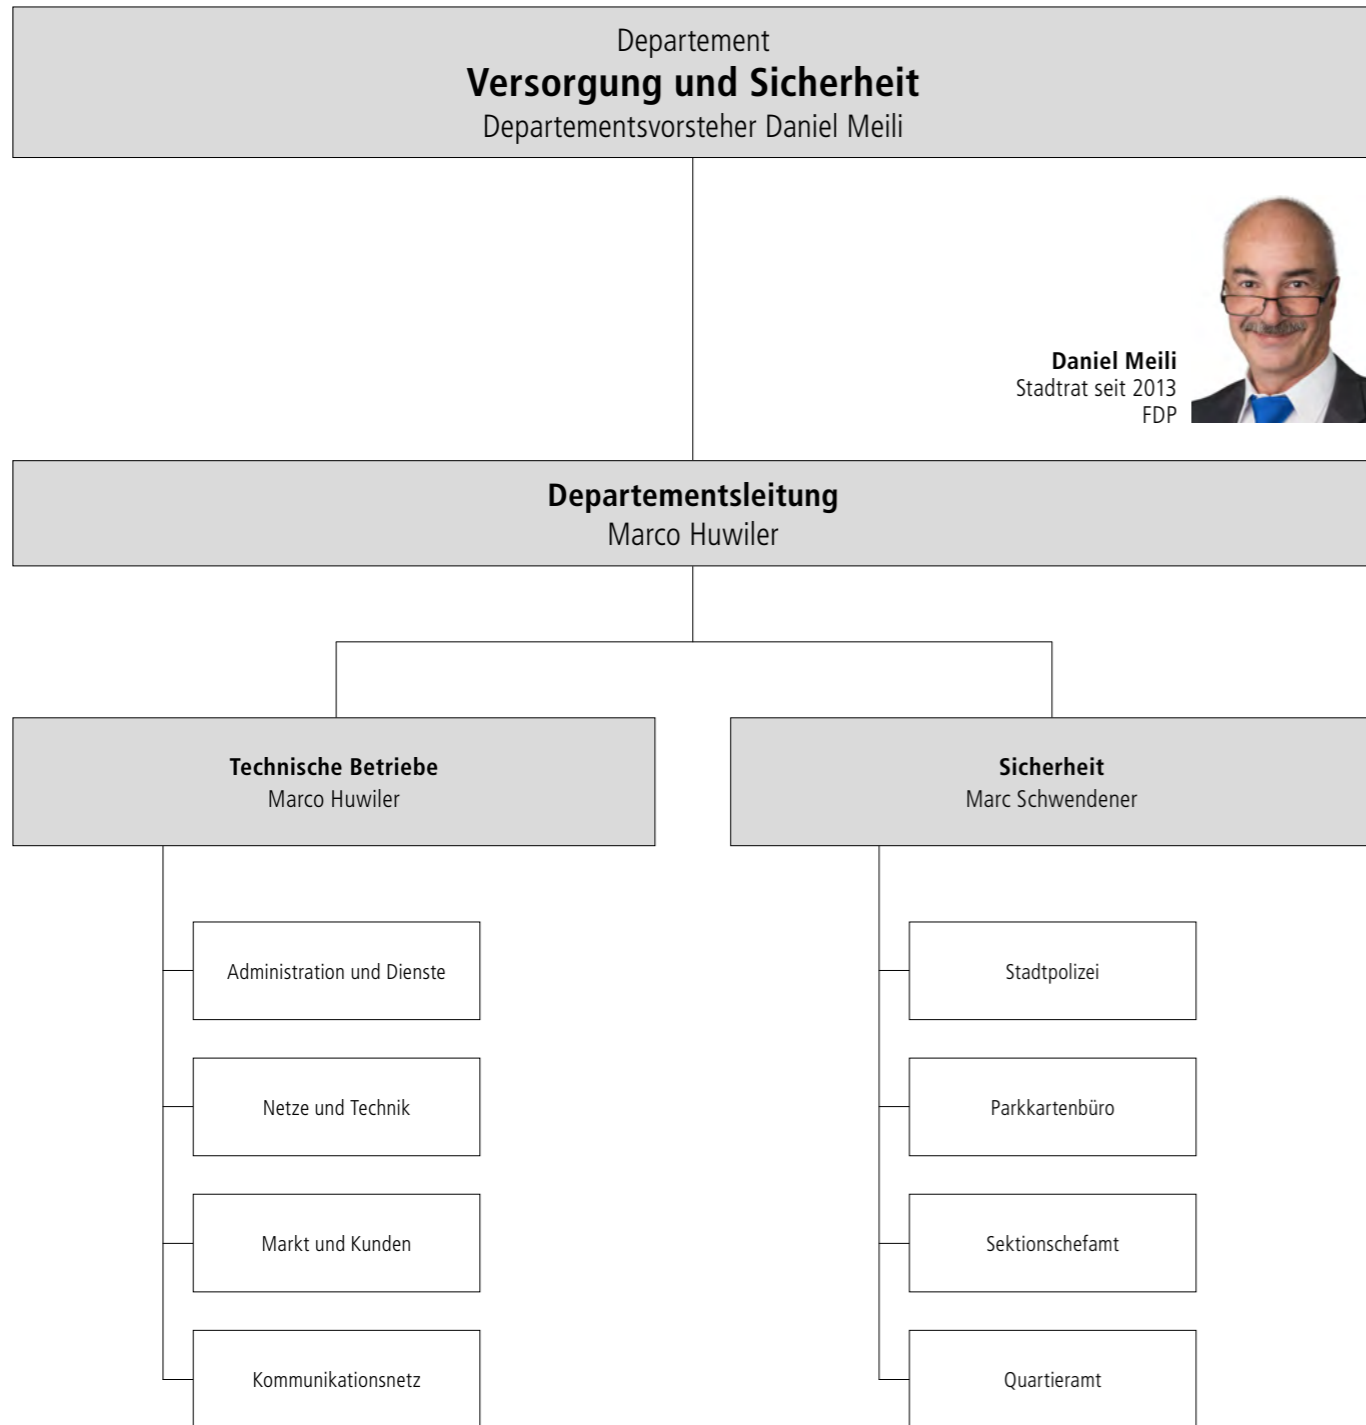 Departement
Versorgung und Sicherheit
Departementsvorsteher Daniel Meili
Daniel Meili
Stadtrat seit 2013
FDP
Departementsleitung
Marco Huwiler
Technische Betriebe
Marco Huwiler
Administration und Dienste
Netze und Technik
Markt und Kunden
Kommunikationsnetz
Sicherheit
Marc Schwendener
Stadtpolizei
Parkkartenbüro
Sektionschefamt
Quartieramt